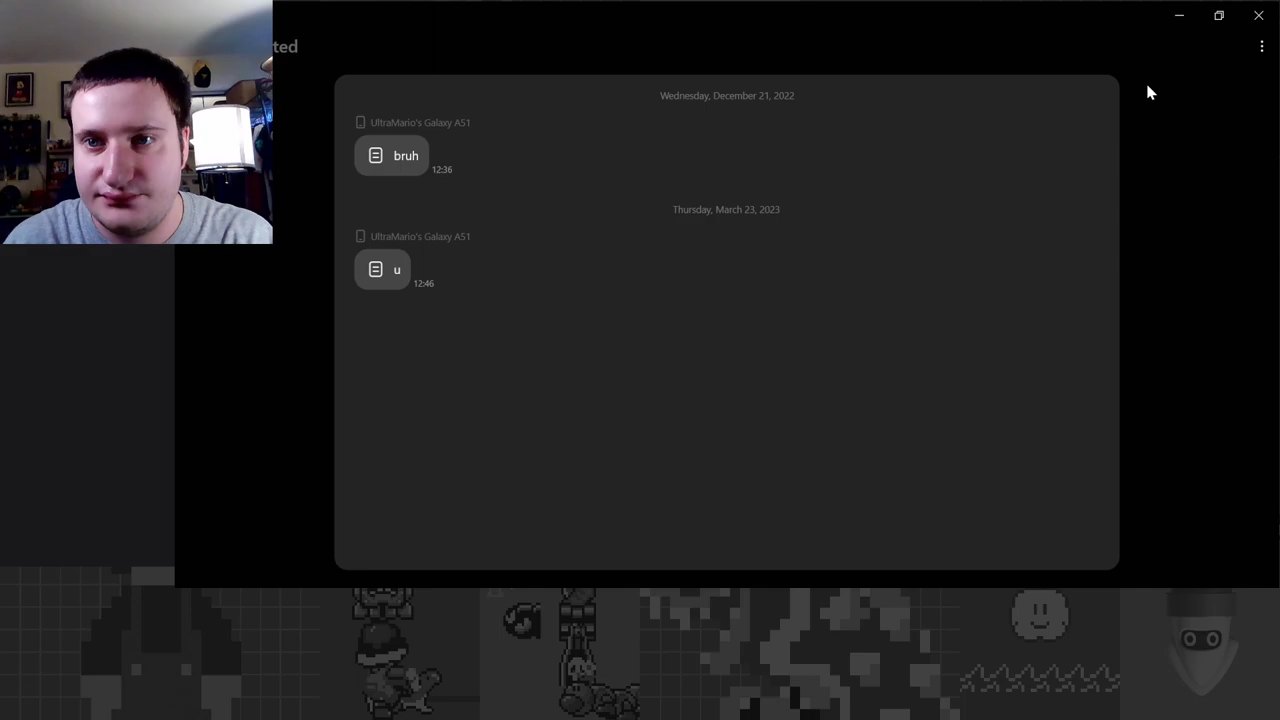 ted
Wednesday, December 21, 2022
UltraMario's Galaxy A51
bruh
12:36
Thursday, March 23, 2023
UltraMario's Galaxy A51
u
12:46